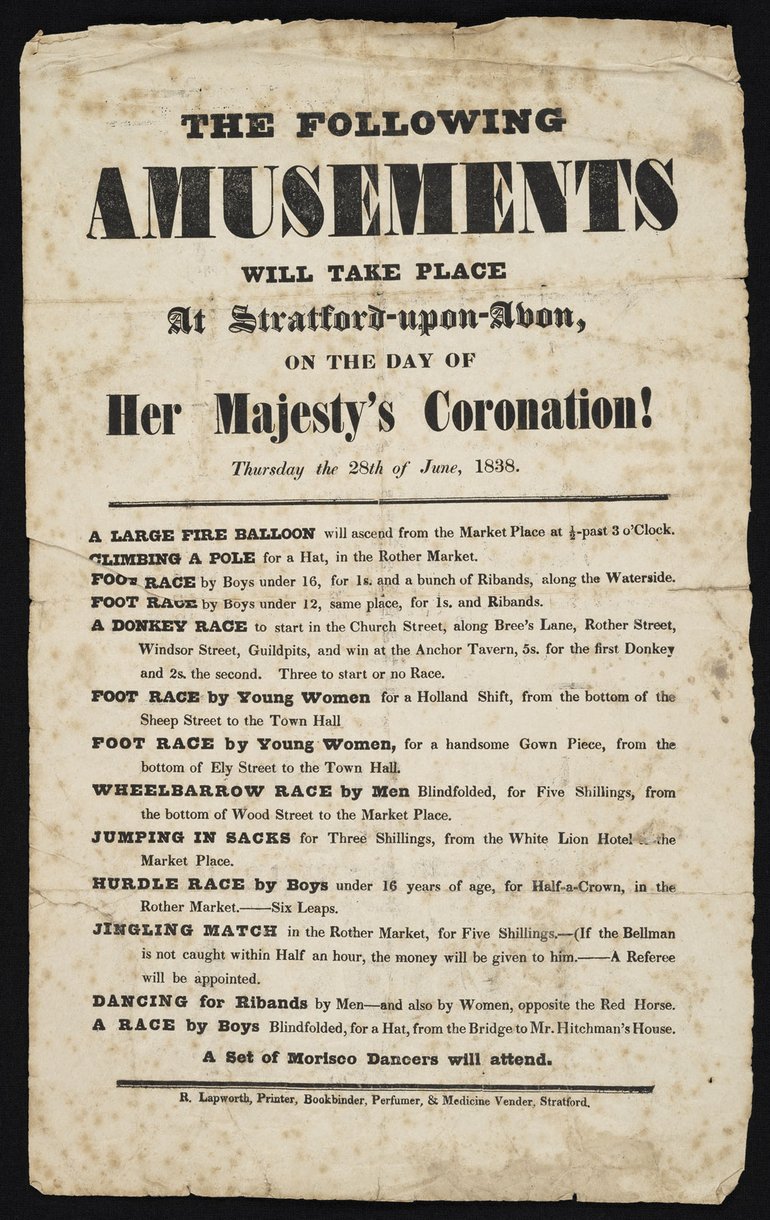 THE FOLLOWING
AMUSEMENTS
WILL TAKE PLACE
At Stratford-upon-Avon,
ON THE DAY OF
Her Majesty's Coronation!
Thursday the 28th of June, 1838.
A LARGE FIRE BALLOON will ascend from the Market Place at ½-past 3 o'Clock.
CLIMBING A POLE for a Hat, in the Rother Market.
FOOT RACE by Boys under 16, for 1s. and a bunch of Ribands, along the Waterside.
FOOT RACE by Boys under 12, same place, for 1s. and Ribands.
A DONKEY RACE to start in the Church Street, along Bree's Lane, Rother Street,
Windsor Street, Guildpits, and win at the Anchor Tavern, 5s. for the first Donkey
and 2s. the second. Three to start or no Race.
FOOT RACE by Young Women for a Holland Shift, from the bottom of the
Sheep Street to the Town Hall
FOOT RACE by Young Women, for a handsome Gown Piece, from the
bottom of Ely Street to the Town Hall.
WHEELBARROW RACE by Men Blindfolded, for Five Shillings, from
the bottom of Wood Street to the Market Place.
JUMPING IN SACKS for Three Shillings, from the White Lion Hotel the
Market Place.
HURDLE RACE by Boys under 16 years of age, for Half-a-Crown, in the
Rother Market.——Six Leaps.
JINGLING MATCH in the Rother Market, for Five Shillings.—(If the Bellman
is not caught within Half an hour, the money will be given to him.——A Referee
will be appointed.
DANCING for Ribands by Men—and also by Women, opposite the Red Horse.
A RACE by Boys Blindfolded, for a Hat, from the Bridge to Mr. Hitchman's House.
A Set of Morisco Dancers will attend.
R. Lapworth, Printer, Bookbinder, Perfumer, & Medicine Vender, Stratford.